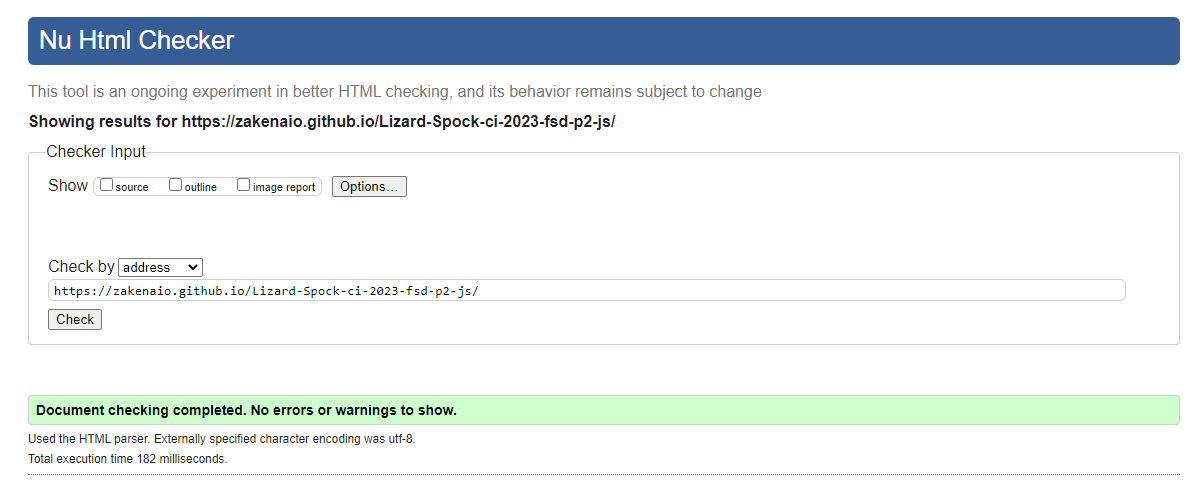 Nu Html Checker
This tool is an ongoing experiment in better HTML checking, and its behavior remains subject to change
Showing results for https://zakenaio.github.io/Lizard-Spock-ci-2023-fsd-p2-js/
Checker Input
Show source outline image report Options...
Check by address
https://zakenaio.github.io/Lizard-Spock-ci-2023-fsd-p2-js/
Check
Document checking completed. No errors or warnings to show.
Used the HTML parser. Externally specified character encoding was utf-8.
Total execution time 182 milliseconds.